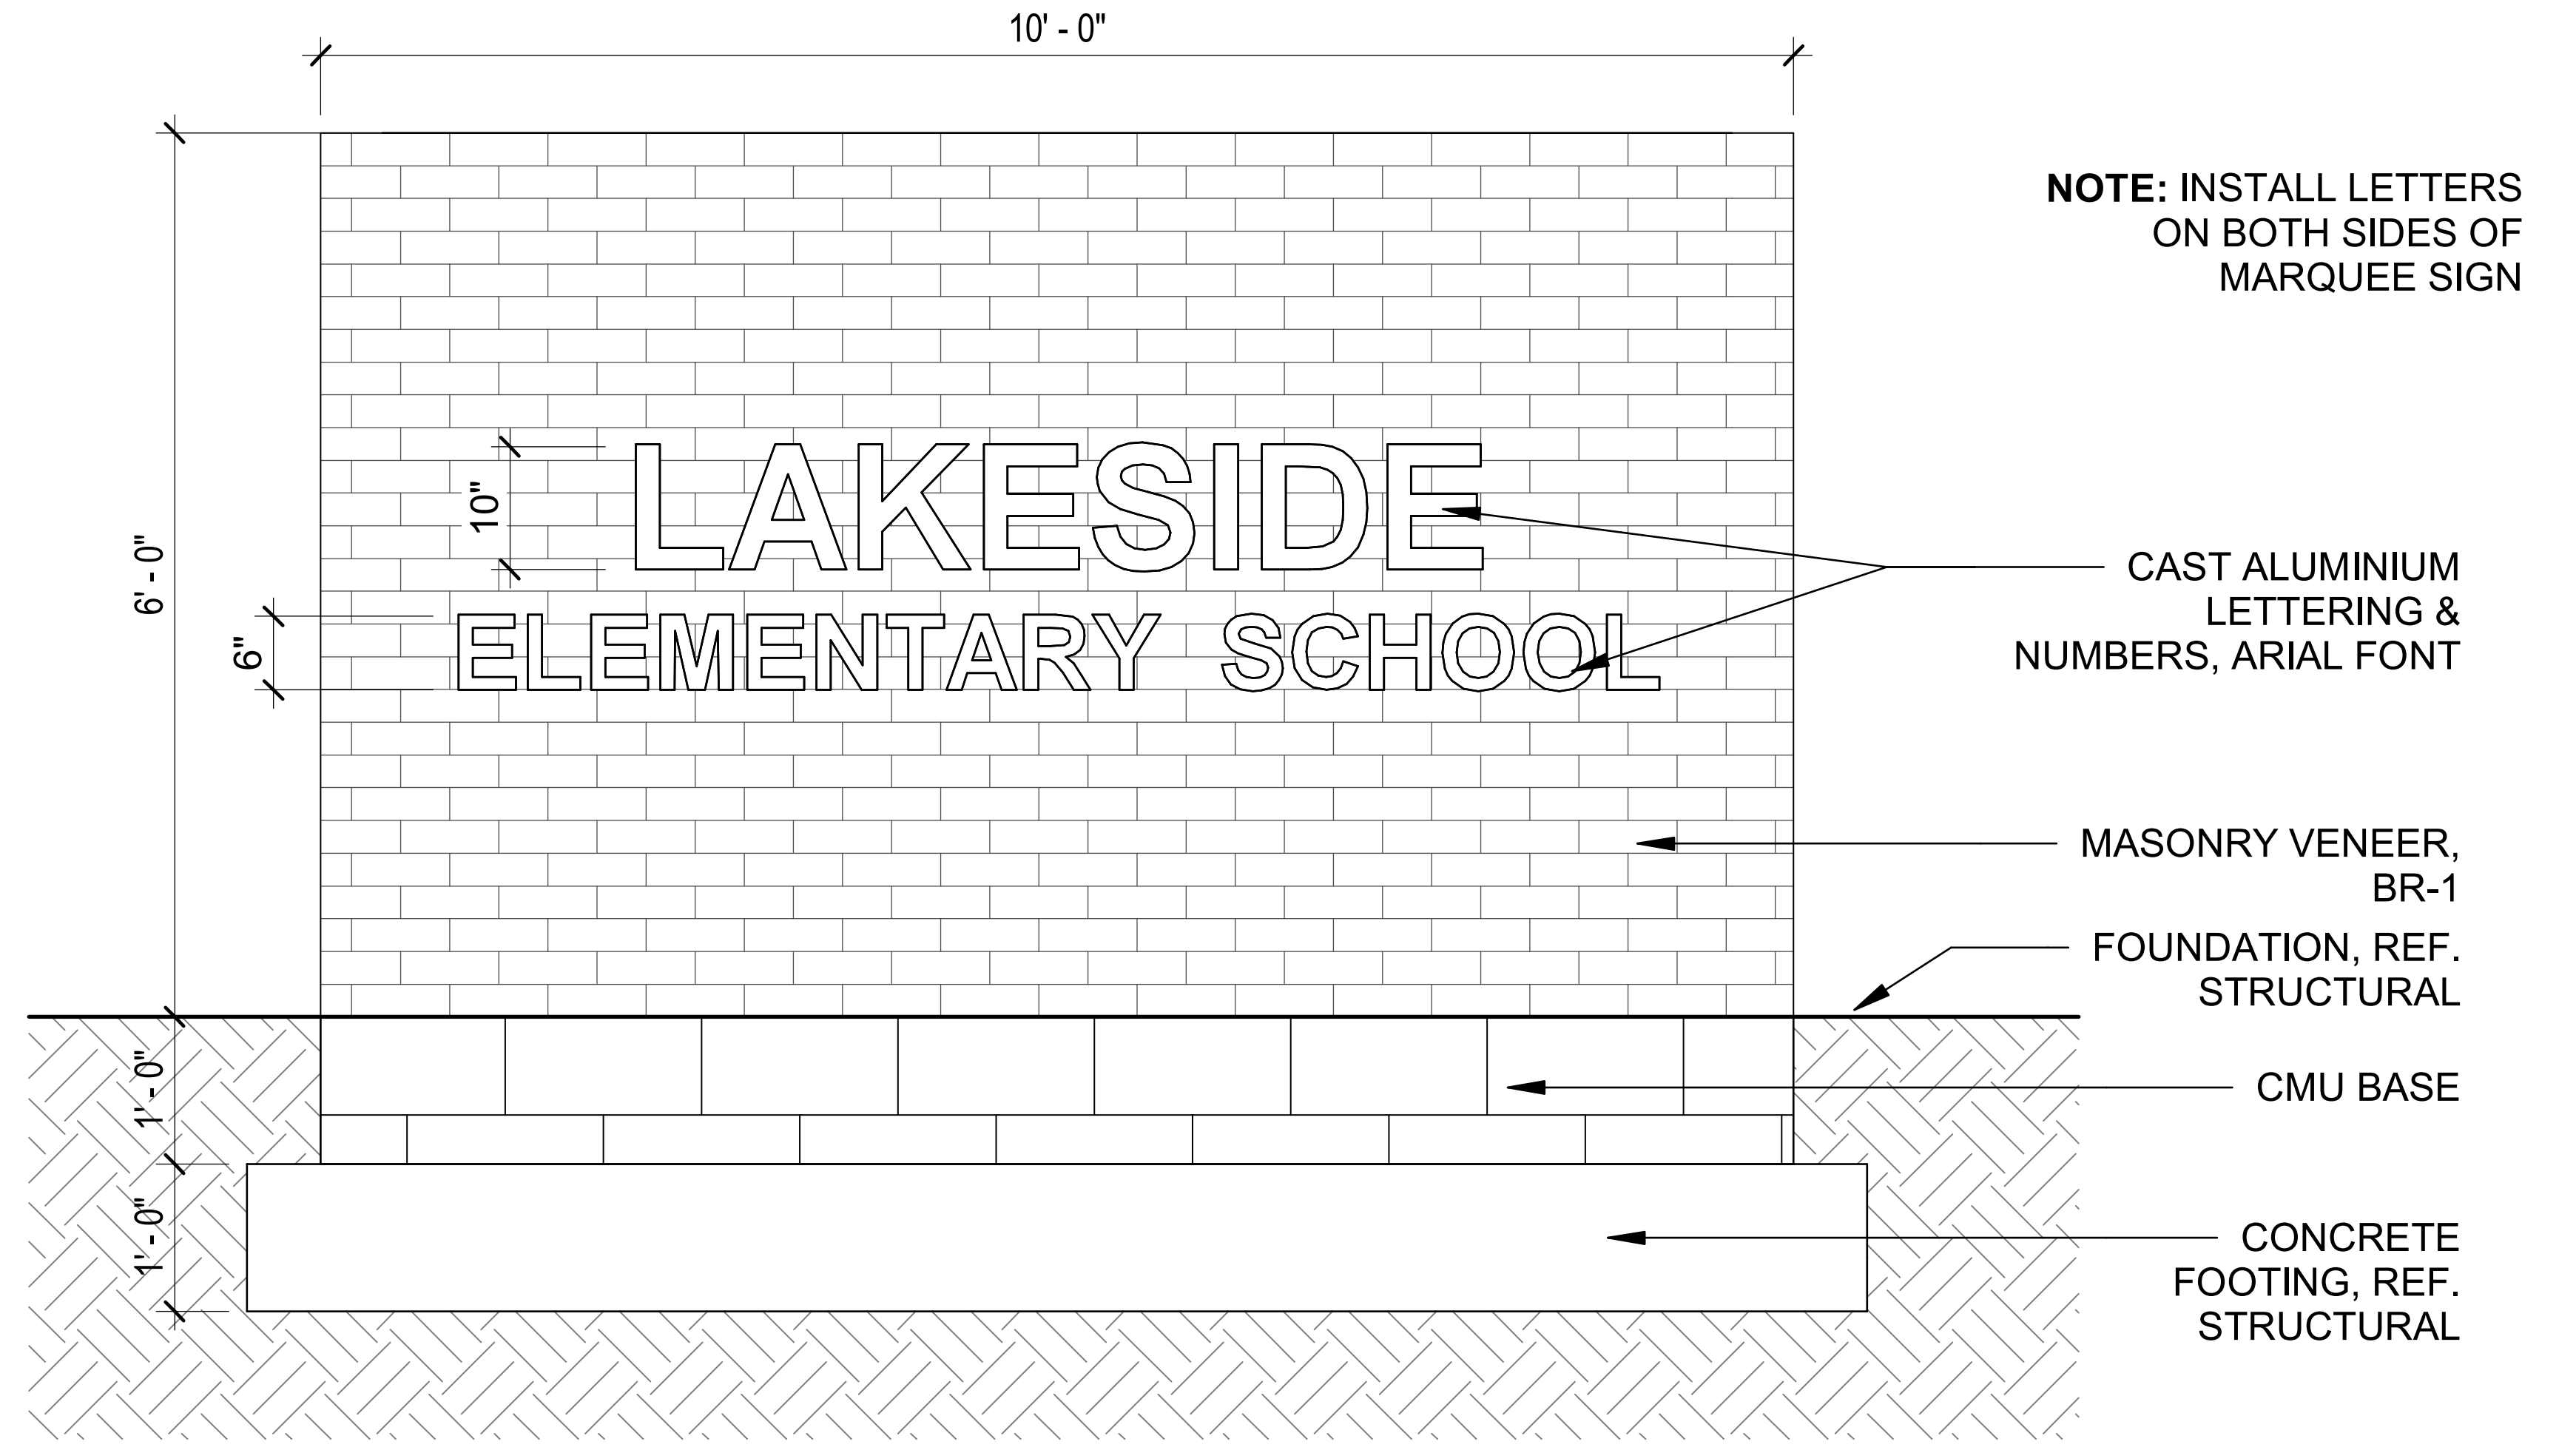 10' - 0"
NOTE: INSTALL LETTERS
ON BOTH SIDES OF
MARQUEE SIGN
6' - 0"
10"
LAKESIDE
6"
ELEMENTARY SCHOOL
CAST ALUMINIUM
LETTERING &
NUMBERS, ARIAL FONT
MASONRY VENEER,
BR-1
FOUNDATION, REF.
STRUCTURAL
1' - 0"
CMU BASE
1' - 0"
CONCRETE
FOOTING, REF.
STRUCTURAL